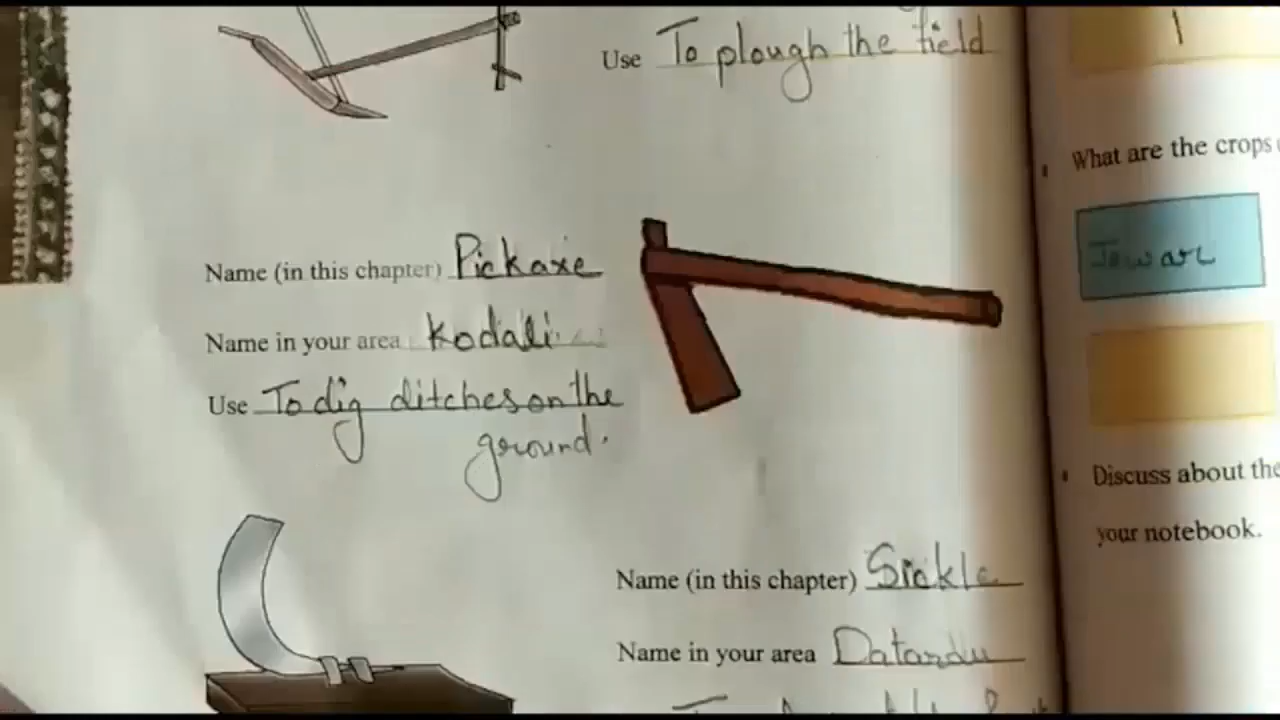 Use To plough the field
Name (in this chapter) Pickaxe
Name in your area Kodali
Use To dig ditches on the
ground.
Name (in this chapter) Sickle
Name in your area Datardu
What are the crops
Jowar
Discuss about the
your notebook.